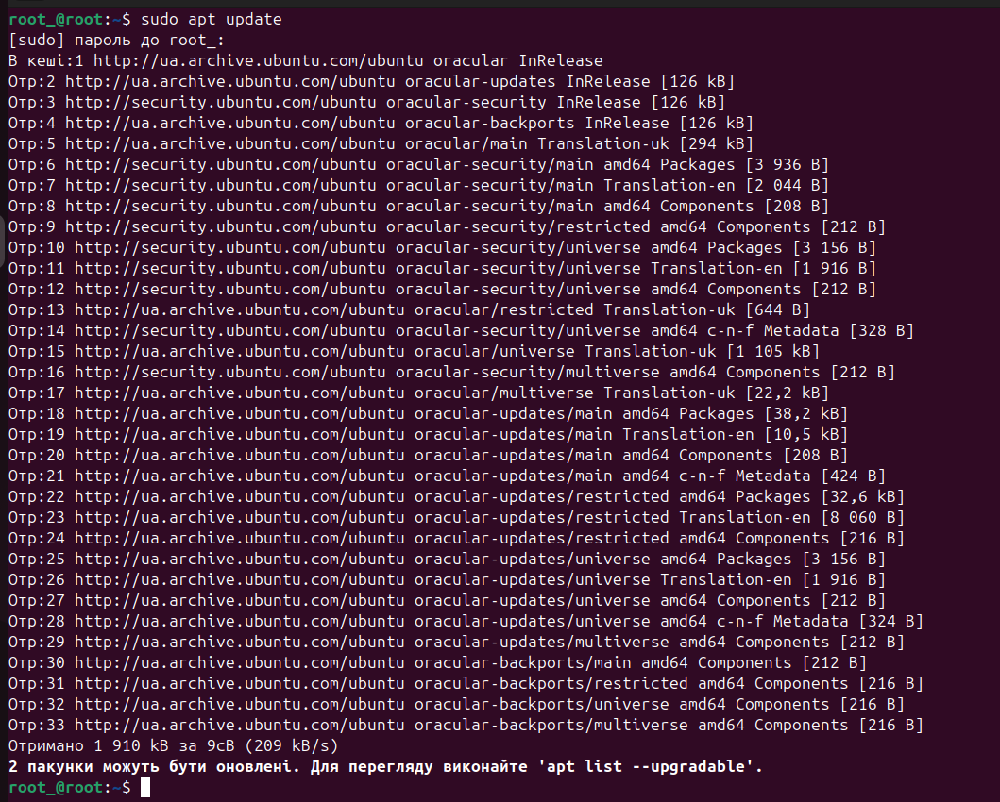 root_@root:~$ sudo apt update
[sudo] пароль до root_:
В кеші:1 http://ua.archive.ubuntu.com/ubuntu oracular InRelease
Отр:2 http://ua.archive.ubuntu.com/ubuntu oracular-updates InRelease [126 kB]
Отр:3 http://security.ubuntu.com/ubuntu oracular-security InRelease [126 kB]
Отр:4 http://ua.archive.ubuntu.com/ubuntu oracular-backports InRelease [126 kB]
Отр:5 http://ua.archive.ubuntu.com/ubuntu oracular/main Translation-uk [294 kB]
Отр:6 http://security.ubuntu.com/ubuntu oracular-security/main amd64 Packages [3 936 B]
Отр:7 http://security.ubuntu.com/ubuntu oracular-security/main Translation-en [2 044 B]
Отр:8 http://security.ubuntu.com/ubuntu oracular-security/main amd64 Components [208 B]
Отр:9 http://security.ubuntu.com/ubuntu oracular-security/restricted amd64 Components [212 B]
Отр:10 http://security.ubuntu.com/ubuntu oracular-security/universe amd64 Packages [3 156 B]
Отр:11 http://security.ubuntu.com/ubuntu oracular-security/universe Translation-en [1 916 B]
Отр:12 http://security.ubuntu.com/ubuntu oracular-security/universe amd64 Components [212 B]
Отр:13 http://ua.archive.ubuntu.com/ubuntu oracular/restricted Translation-uk [644 B]
Отр:14 http://security.ubuntu.com/ubuntu oracular-security/universe amd64 c-n-f Metadata [328 B]
Отр:15 http://ua.archive.ubuntu.com/ubuntu oracular/universe Translation-uk [1 105 kB]
Отр:16 http://security.ubuntu.com/ubuntu oracular-security/multiverse amd64 Components [212 B]
Отр:17 http://ua.archive.ubuntu.com/ubuntu oracular/multiverse Translation-uk [22,2 kB]
Отр:18 http://ua.archive.ubuntu.com/ubuntu oracular-updates/main amd64 Packages [38,2 kB]
Отр:19 http://ua.archive.ubuntu.com/ubuntu oracular-updates/main Translation-en [10,5 kB]
Отр:20 http://ua.archive.ubuntu.com/ubuntu oracular-updates/main amd64 Components [208 B]
Отр:21 http://ua.archive.ubuntu.com/ubuntu oracular-updates/main amd64 c-n-f Metadata [424 B]
Отр:22 http://ua.archive.ubuntu.com/ubuntu oracular-updates/restricted amd64 Packages [32,6 kB]
Отр:23 http://ua.archive.ubuntu.com/ubuntu oracular-updates/restricted Translation-en [8 060 B]
Отр:24 http://ua.archive.ubuntu.com/ubuntu oracular-updates/restricted amd64 Components [216 B]
Отр:25 http://ua.archive.ubuntu.com/ubuntu oracular-updates/universe amd64 Packages [3 156 B]
Отр:26 http://ua.archive.ubuntu.com/ubuntu oracular-updates/universe Translation-en [1 916 B]
Отр:27 http://ua.archive.ubuntu.com/ubuntu oracular-updates/universe amd64 Components [212 B]
Отр:28 http://ua.archive.ubuntu.com/ubuntu oracular-updates/universe amd64 c-n-f Metadata [324 B]
Отр:29 http://ua.archive.ubuntu.com/ubuntu oracular-updates/multiverse amd64 Components [212 B]
Отр:30 http://ua.archive.ubuntu.com/ubuntu oracular-backports/main amd64 Components [212 B]
Отр:31 http://ua.archive.ubuntu.com/ubuntu oracular-backports/restricted amd64 Components [216 B]
Отр:32 http://ua.archive.ubuntu.com/ubuntu oracular-backports/universe amd64 Components [216 B]
Отр:33 http://ua.archive.ubuntu.com/ubuntu oracular-backports/multiverse amd64 Components [216 B]
Отримано 1 910 kB за 9сВ (209 kB/s)
2 пакунки можуть бути оновлені. Для перегляду виконайте 'apt list --upgradable'.
root_@root:~$